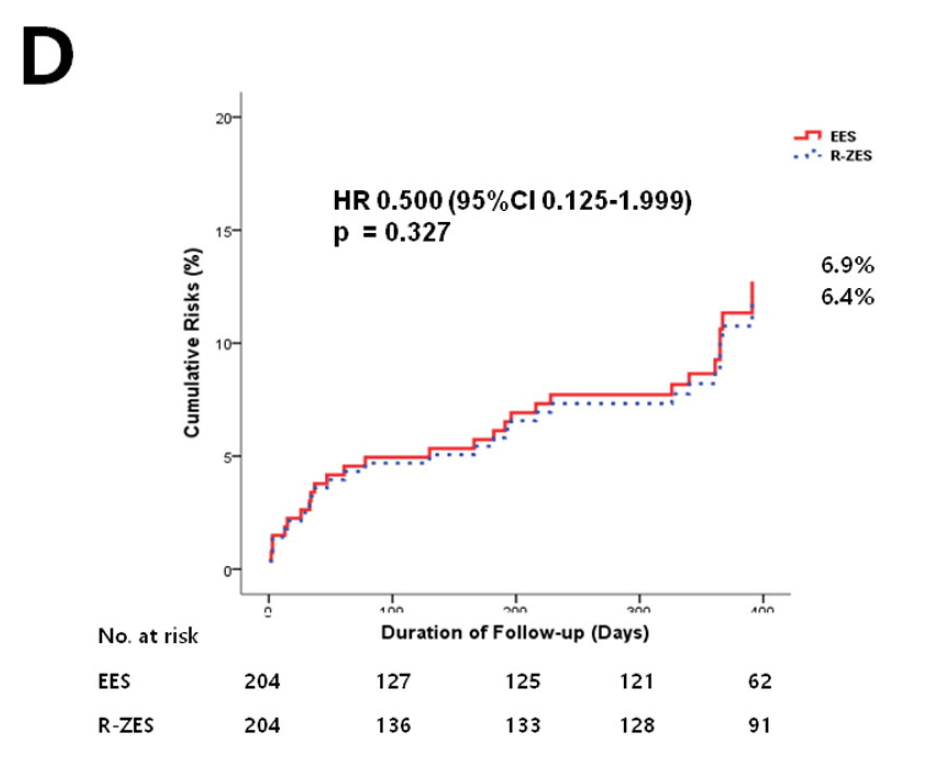 D
20
EES
R-ZES
HR 0.500 (95%CI 0.125-1.999)
p = 0.327
15
6.9%
6.4%
Cumulative Risks (%)
10
5
0
0 100 200 300 400
No. at risk
Duration of Follow-up (Days)
EES 204 127 125 121 62
R-ZES 204 136 133 128 91